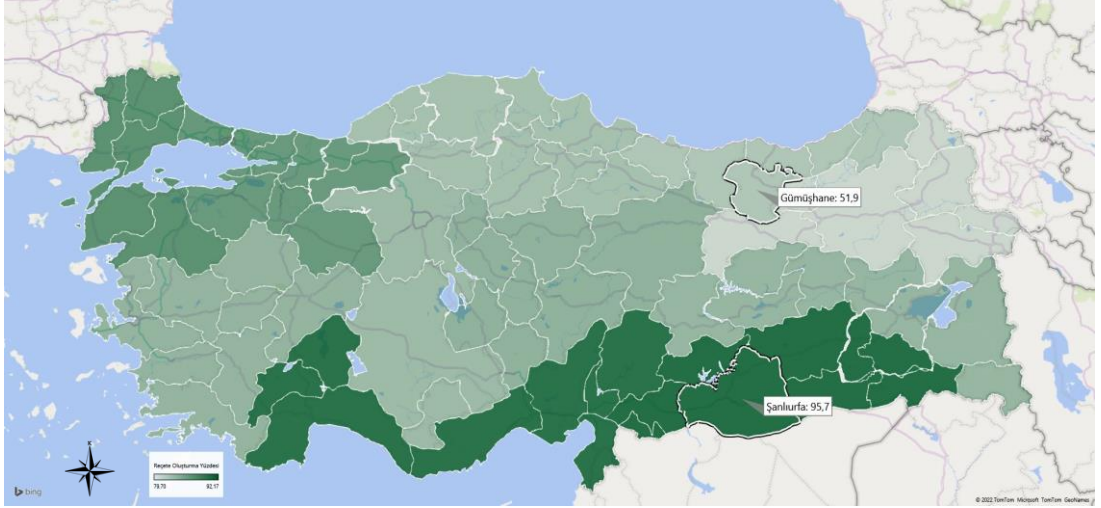 Gümüşhane: 51,9
Şanlıurfa: 95,7
Reçete Oluşturma Yüzdesi
79,70 92,17
bing
© 2022 TomTom Microsoft TomTom GeoNames